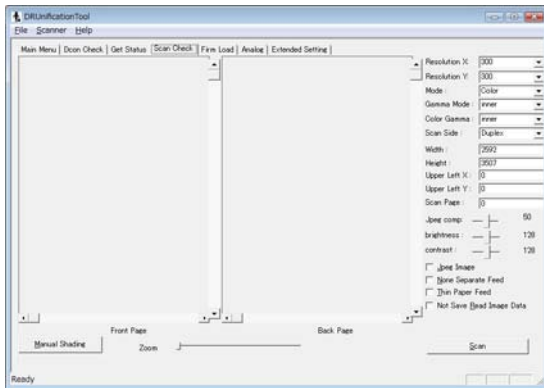 DRUnificationTool
File Scanner Help
Main Menu Dcon Check Get Status Scan Check Firm Load Analog Extended Setting
Resolution X: 300
Resolution Y: 300
Mode : Color
Gamma Mode : inner
Color Gamma : inner
Scan Side : Duplex
Width : 2592
Height : 3507
Upper Left X : 0
Upper Left Y : 0
Scan Page : 0
Jpeg comp 50
brightness : 128
contrast : 128
Jpeg Image
None Separate Feed
Thin Paper Feed
Not Save Read Image Data
Front Page Back Page
Manual Shading Zoom Scan
Ready